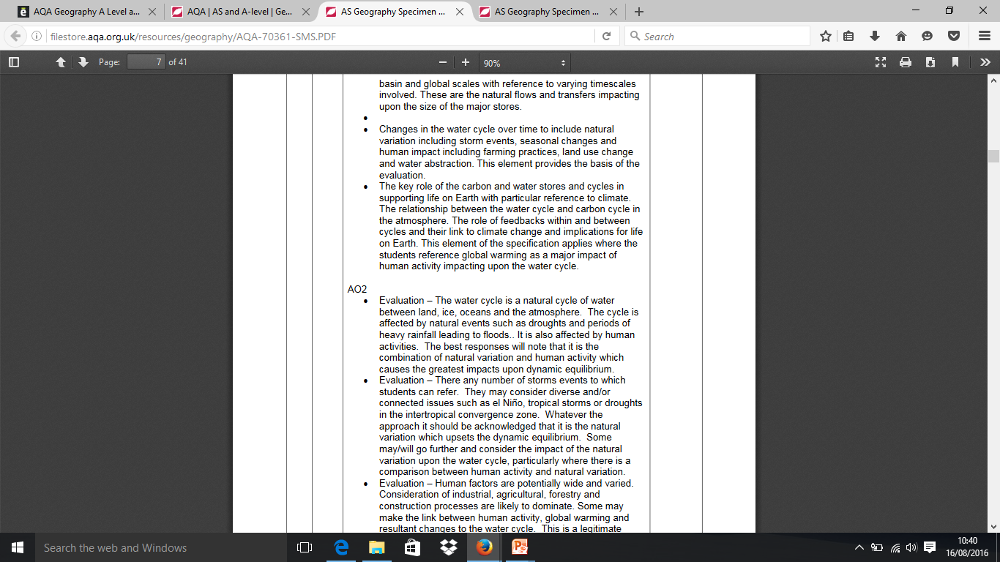 AQA Geography A Level a...
AQA | AS and A-level | Ge...
AS Geography Specimen ...
AS Geography Specimen ...
filestore.aqa.org.uk/resources/geography/AQA-70361-SMS.PDF
Search
Page: 7 of 41
90%
basin and global scales with reference to varying timescales
involved. These are the natural flows and transfers impacting
upon the size of the major stores.
•
• Changes in the water cycle over time to include natural
variation including storm events, seasonal changes and
human impact including farming practices, land use change
and water abstraction. This element provides the basis of the
evaluation.
• The key role of the carbon and water stores and cycles in
supporting life on Earth with particular reference to climate.
The relationship between the water cycle and carbon cycle in
the atmosphere. The role of feedbacks within and between
cycles and their link to climate change and implications for life
on Earth. This element of the specification applies where the
students reference global warming as a major impact of
human activity impacting upon the water cycle.
AO2
• Evaluation – The water cycle is a natural cycle of water
between land, ice, oceans and the atmosphere. The cycle is
affected by natural events such as droughts and periods of
heavy rainfall leading to floods.. It is also affected by human
activities. The best responses will note that it is the
combination of natural variation and human activity which
causes the greatest impacts upon dynamic equilibrium.
• Evaluation – There any number of storms events to which
students can refer. They may consider diverse and/or
connected issues such as el Niño, tropical storms or droughts
in the intertropical convergence zone. Whatever the
approach it should be acknowledged that it is the natural
variation which upsets the dynamic equilibrium. Some
may/will go further and consider the impact of the natural
variation upon the water cycle, particularly where there is a
comparison between human activity and natural variation.
• Evaluation – Human factors are potentially wide and varied.
Consideration of industrial, agricultural, forestry and
construction processes are likely to dominate. Some may
make the link between human activity, global warming and
resultant changes to the water cycle. This is a legitimate
Search the web and Windows
10:40
16/08/2016